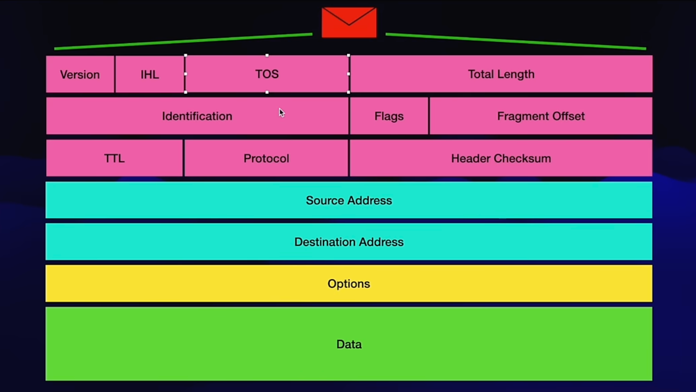 Version IHL TOS Total Length
Identification Flags Fragment Offset
TTL Protocol Header Checksum
Source Address
Destination Address
Options
Data